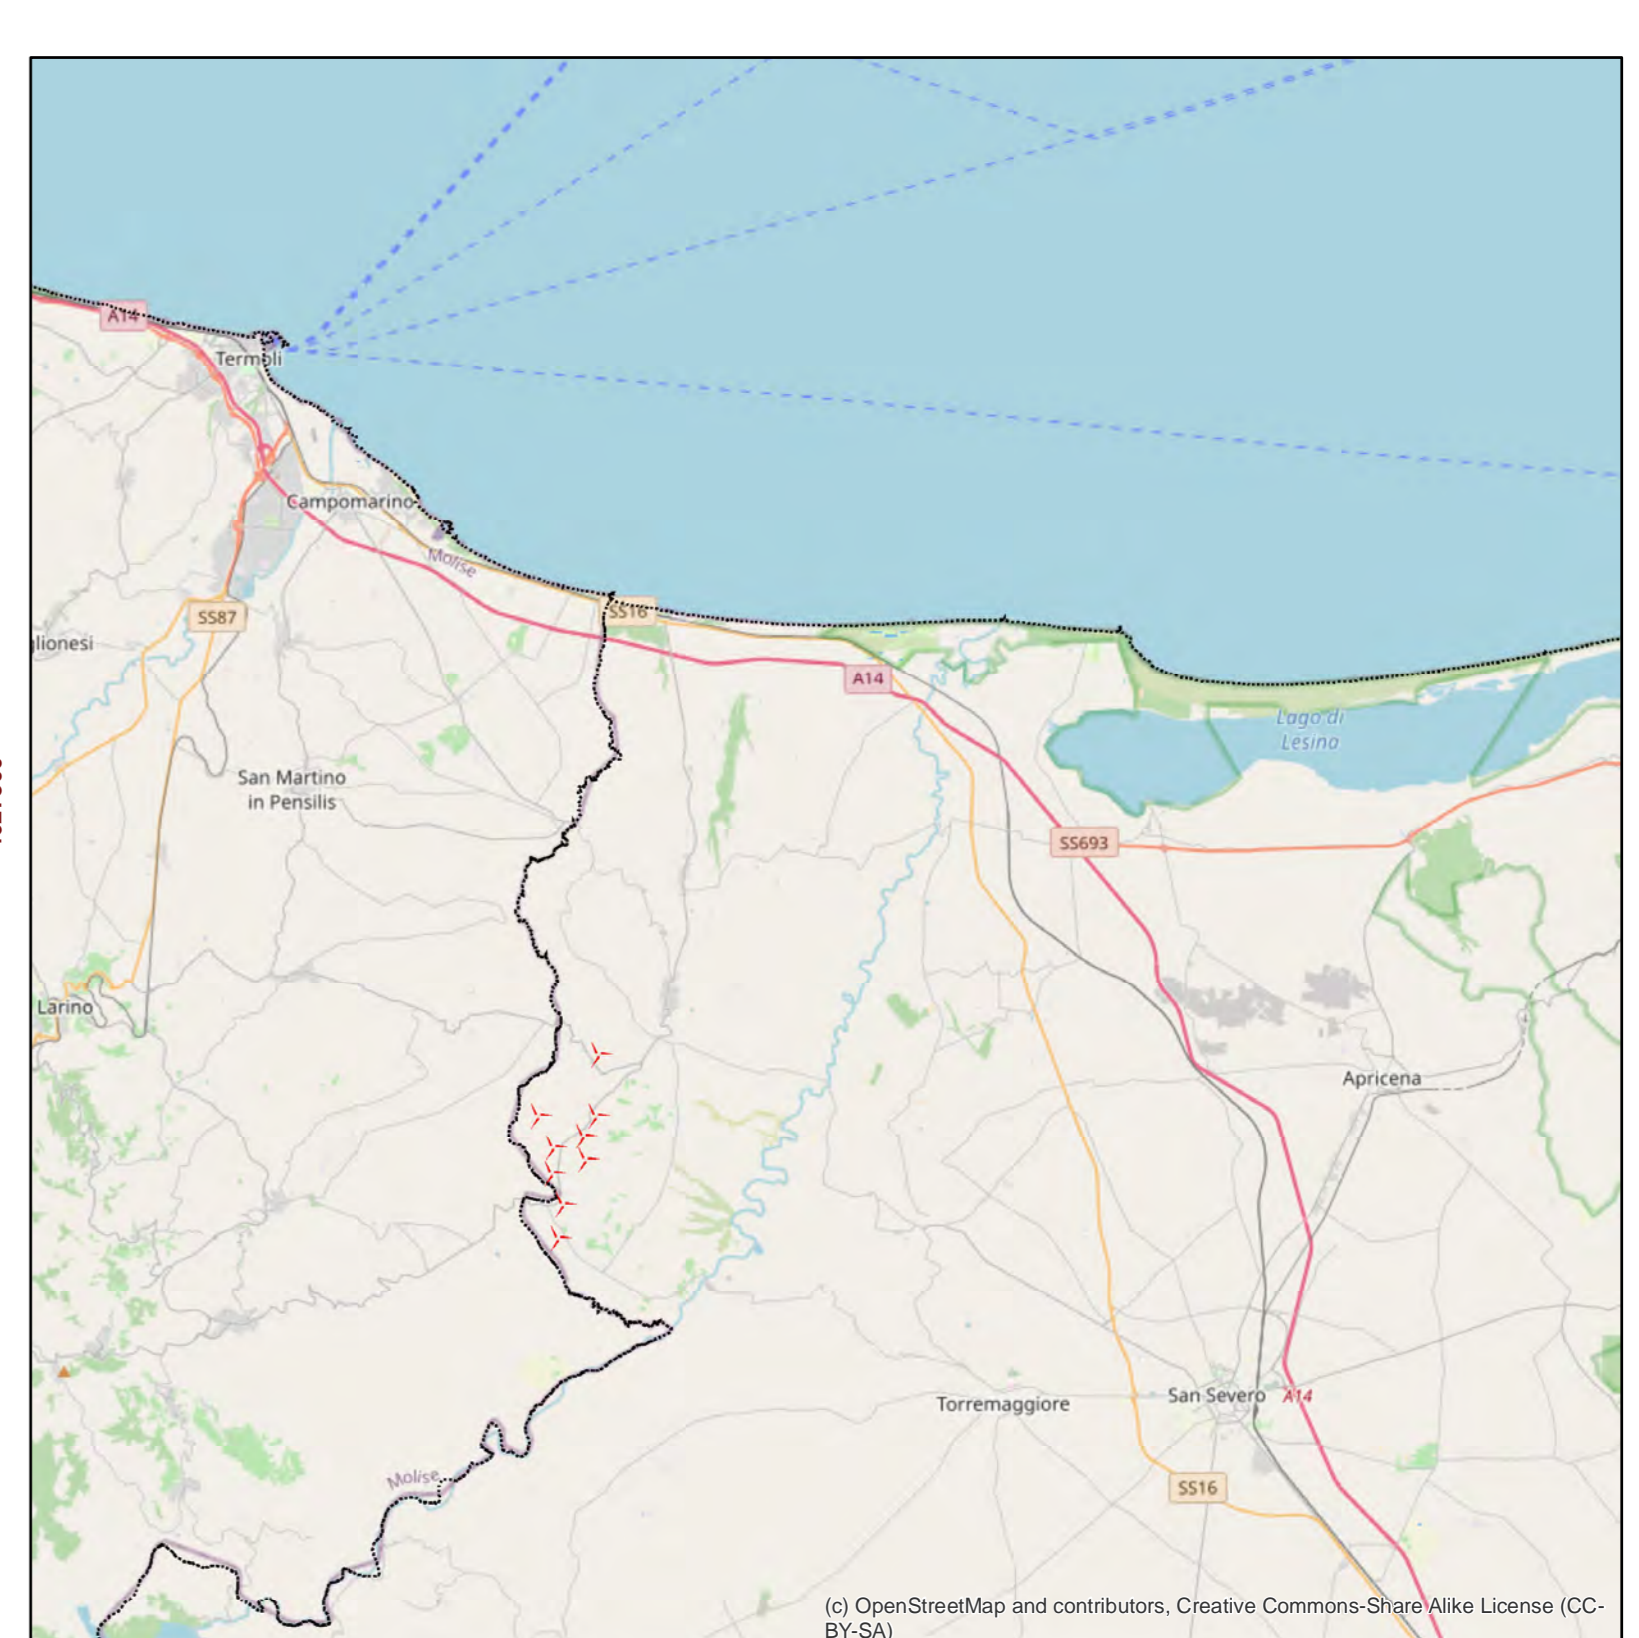 A14
Termoli
Campomarino
Molise
SS16
SS87
glionesi
A14
Lago di
Lesina
San Martino
in Pensilis
SS693
Larino
Apricena
San Severo
A14
Torremaggiore
Molise
SS16
(c) OpenStreetMap and contributors, Creative Commons-Share Alike License (CC-
BY-SA)